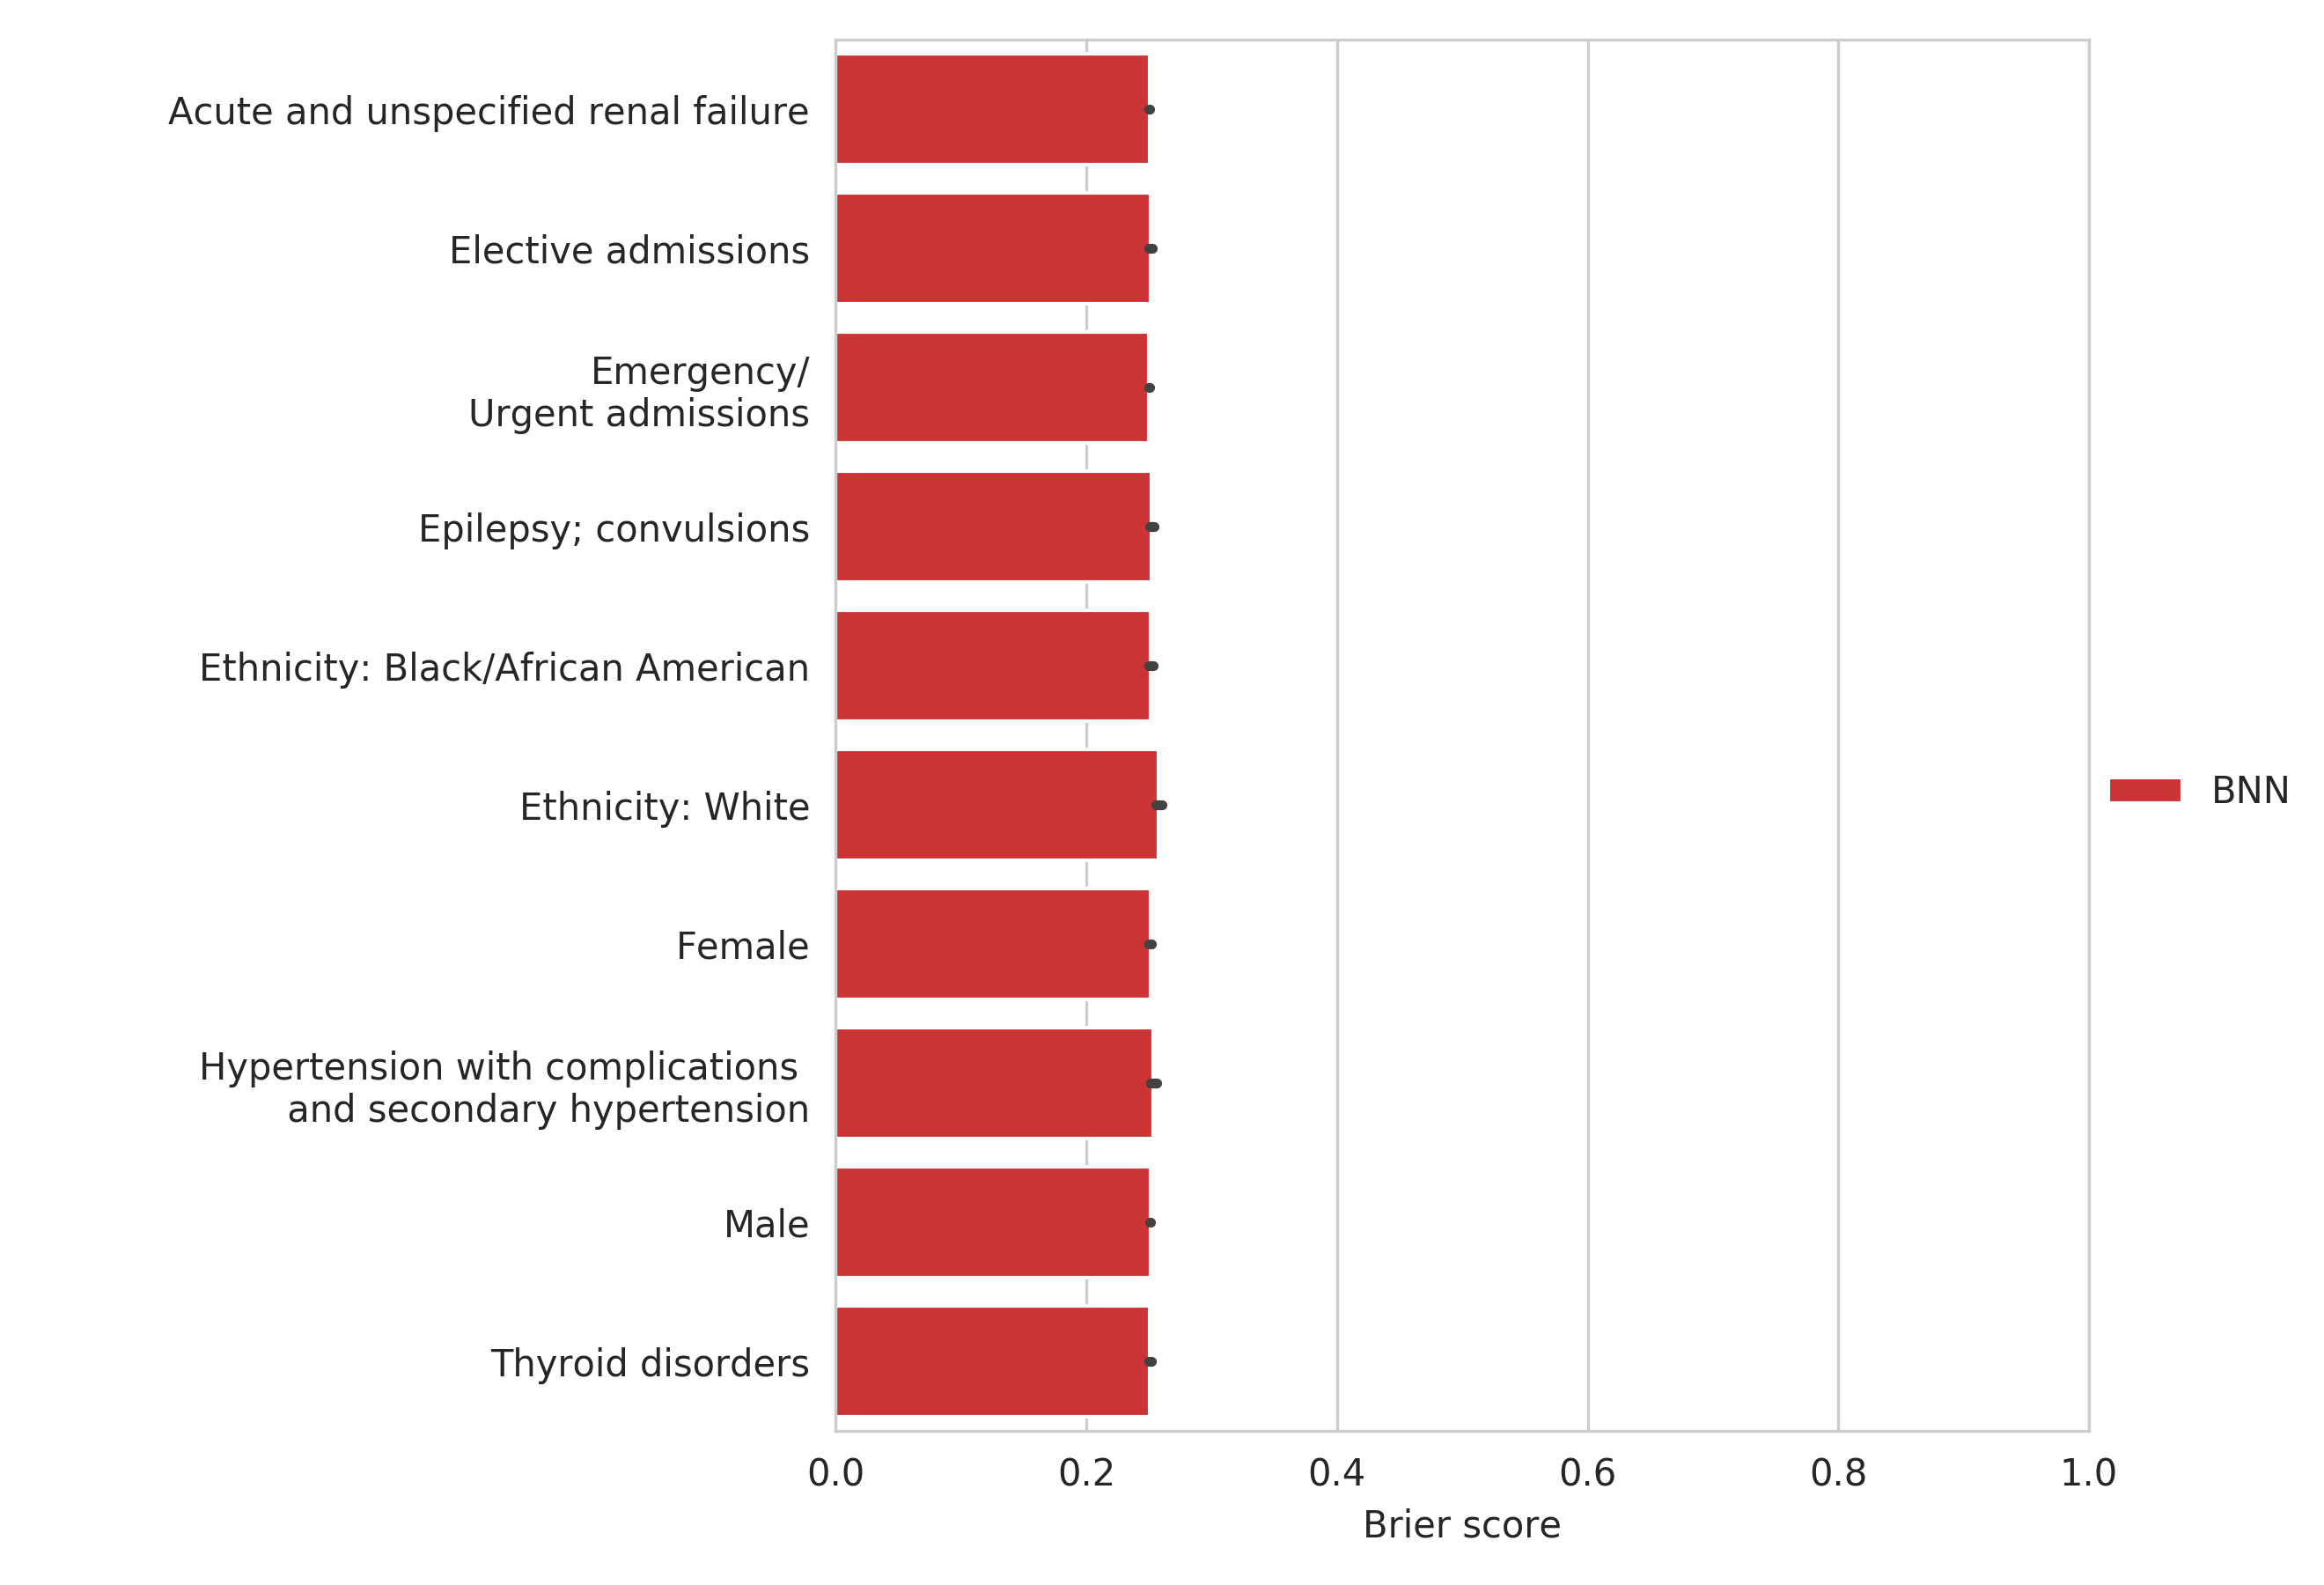 Acute and unspecified renal failure
Elective admissions
Emergency/
Urgent admissions
Epilepsy; convulsions
Ethnicity: Black/African American
Ethnicity: White
Female
Hypertension with complications
and secondary hypertension
Male
Thyroid disorders
BNN
0.0 0.2 0.4 0.6 0.8 1.0
Brier score